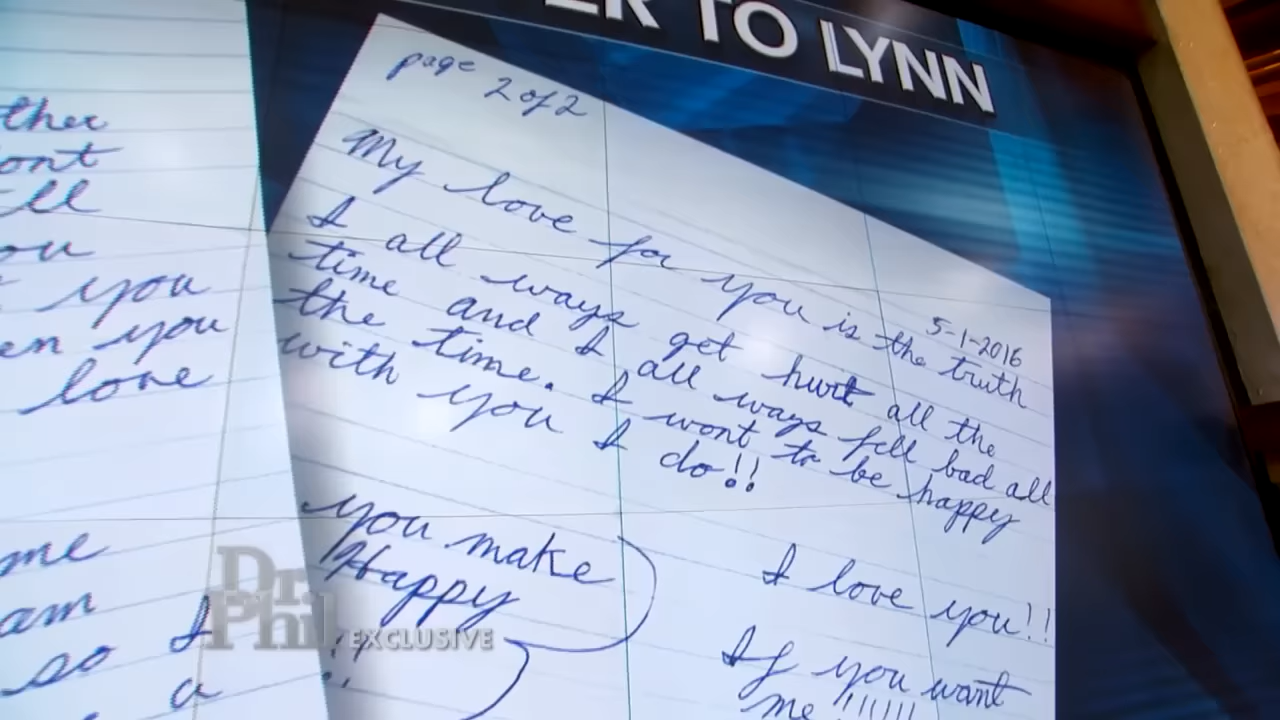 TO LYNN
ther
ont
ll
ou
you
en you
love
me
am
so I
a
page 2 of 2
5-1-2016
My love for you is the truth
I all ways get hurt all the
time and I all ways fell bad all
the time. I wont to be happy
with you I do!!
you make
Happy
!!
I love you!!
If you want
me !!!!!!!
Dr.
Phil EXCLUSIVE